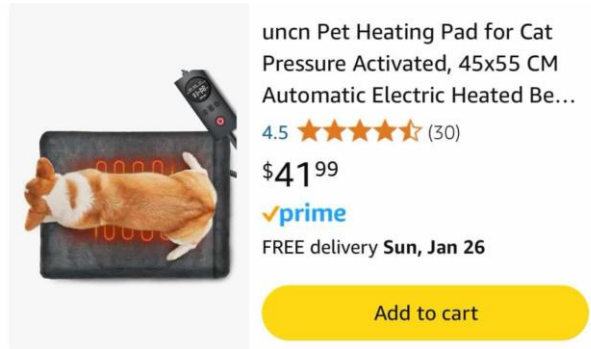 uncn Pet Heating Pad for Cat
Pressure Activated, 45x55 CM
Automatic Electric Heated Be...
4.5 (30)
$41 99
prime
FREE delivery Sun, Jan 26
Add to cart